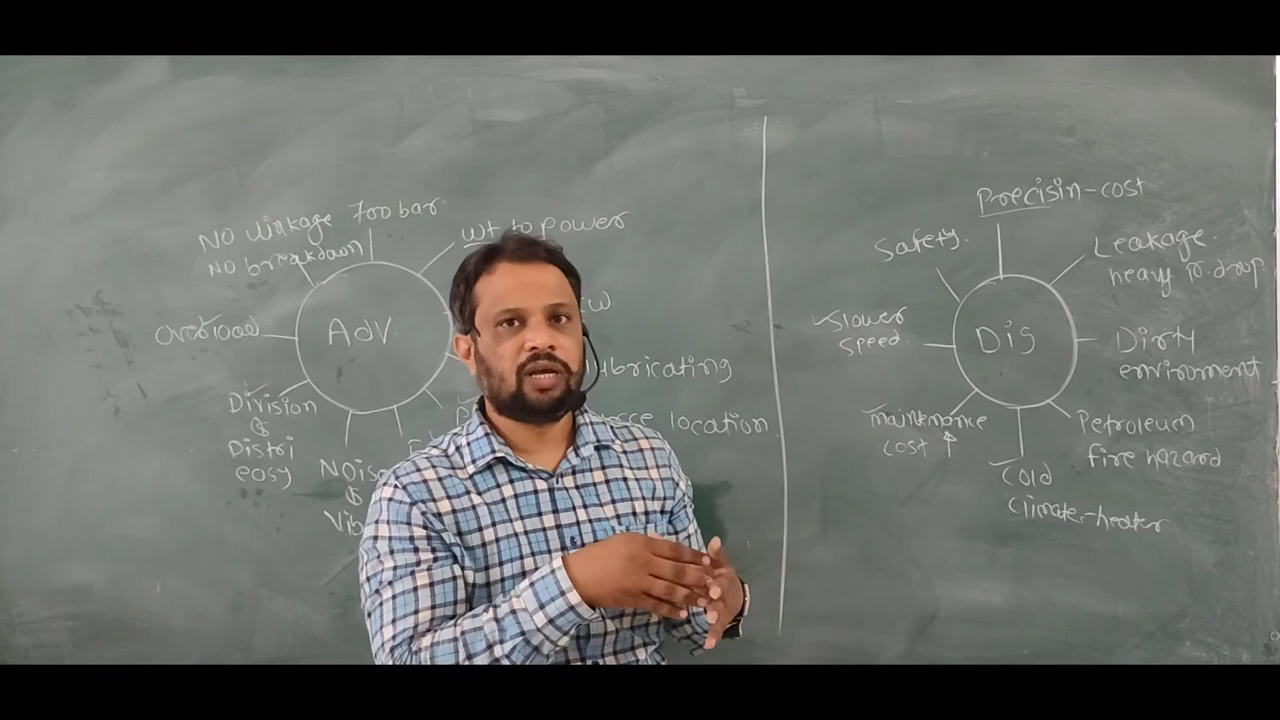 NO Linkage 700 bar
NO breakdown
wt to power
overload
Adv
lubricating
location
Division
&
Distri
easy
Noise
&
Vib
Precisin-cost
Safety.
Leakage.
heavy pr. drop
slower
speed.
Dis
Dirty
environment
maintenance
cost ↑
Petroleum
fire hazard
Cold
Climate-heater